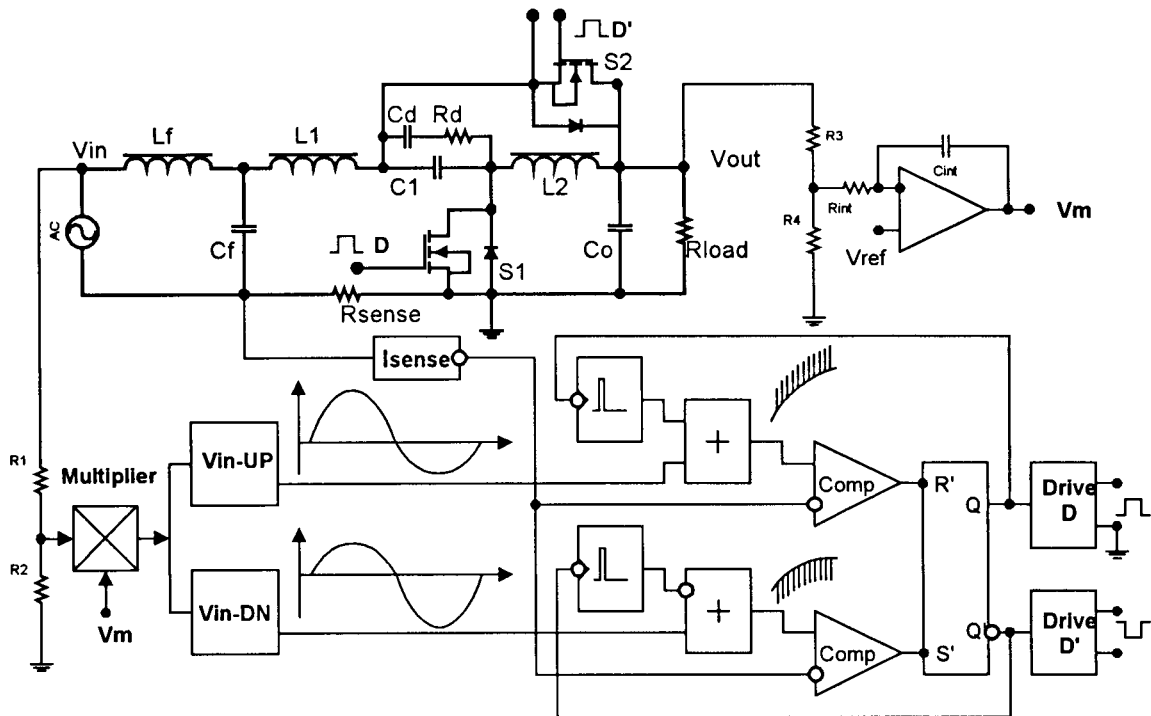 D'
S2
Cd Rd
Lf L1
Vin
C1 L2
Vout
R3
Cint
Rint
Vm
R4
Vref
AC
Cf
D
S1
Co
Rload
Rsense
Isense
R1
Multiplier
Vin-UP
+
Comp
R'
Q
Drive
D
R2
Vm
Vin-DN
+
Comp
S'
Q'
Drive
D'